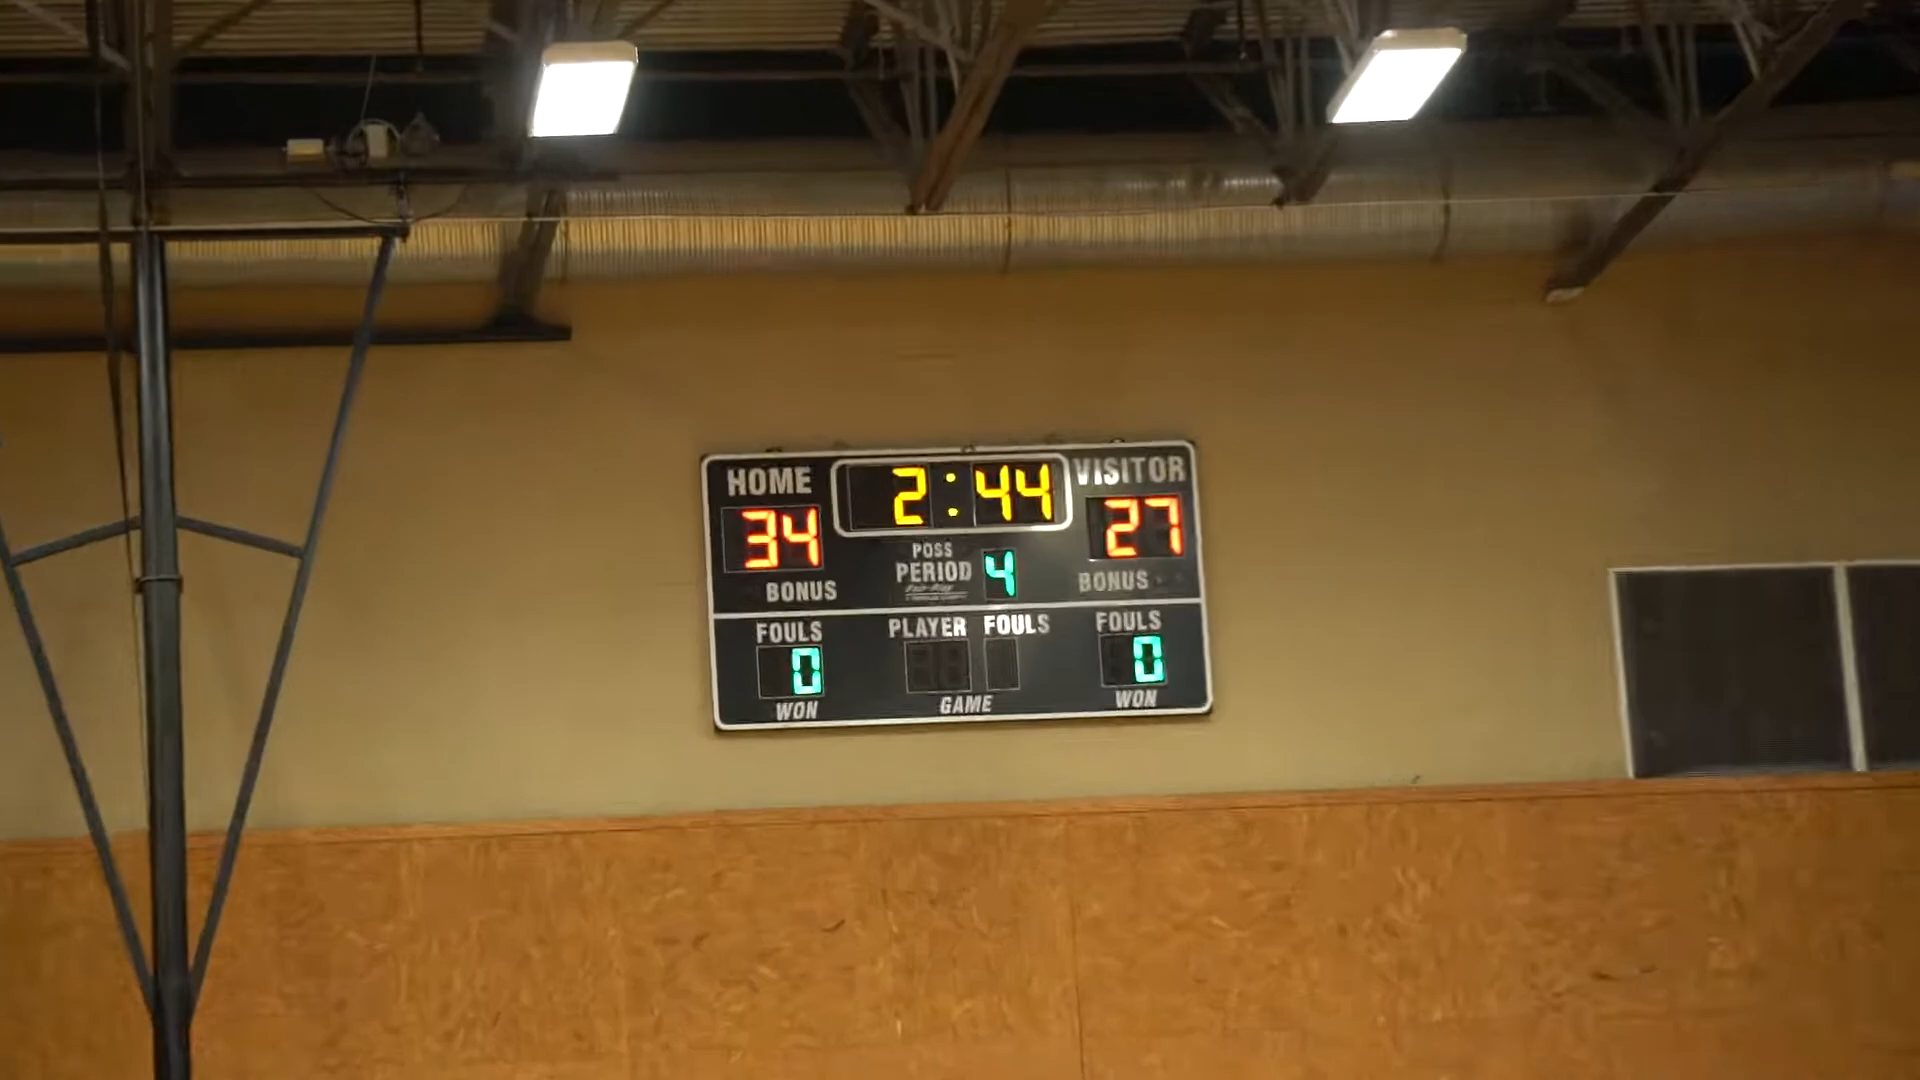 HOME 2:44 VISITOR
34 27
POSS
PERIOD 4
BONUS BONUS
FOULS PLAYER FOULS FOULS
0 0
WON GAME WON